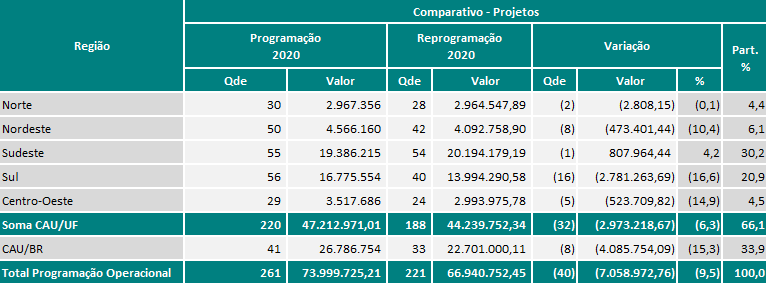 Comparativo - Projetos
Região Programação 2020 Reprogramação 2020 Variação Part. %
Qde Valor Qde Valor Qde Valor %
Norte 30 2.967.356 28 2.964.547,89 (2) (2.808,15) (0,1) 4,4
Nordeste 50 4.566.160 42 4.092.758,90 (8) (473.401,44) (10,4) 6,1
Sudeste 55 19.386.215 54 20.194.179,19 (1) 807.964,44 4,2 30,2
Sul 56 16.775.554 40 13.994.290,58 (16) (2.781.263,69) (16,6) 20,9
Centro-Oeste 29 3.517.686 24 2.993.975,78 (5) (523.709,82) (14,9) 4,5
Soma CAU/UF 220 47.212.971,01 188 44.239.752,34 (32) (2.973.218,67) (6,3) 66,1
CAU/BR 41 26.786.754 33 22.701.000,11 (8) (4.085.754,09) (15,3) 33,9
Total Programação Operacional 261 73.999.725,21 221 66.940.752,45 (40) (7.058.972,76) (9,5) 100,0